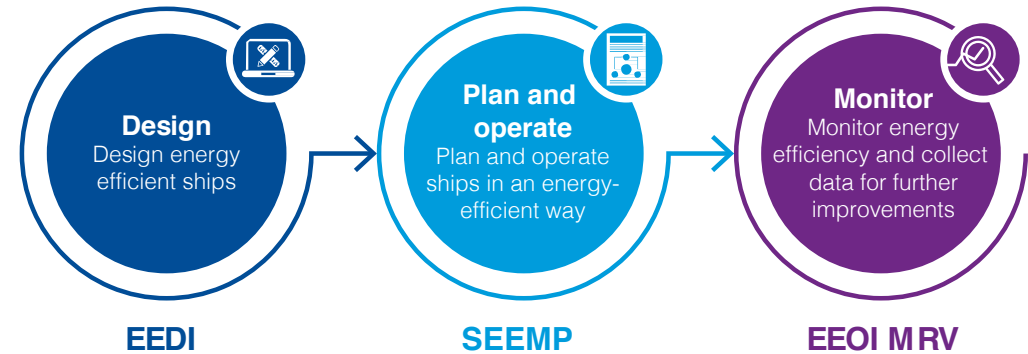 Design
Design energy
efficient ships
Plan and
operate
Plan and operate
ships in an energy-
efficient way
Monitor
Monitor energy
efficiency and collect
data for further
improvements
EEDI
SEEMP
EEOI MRV